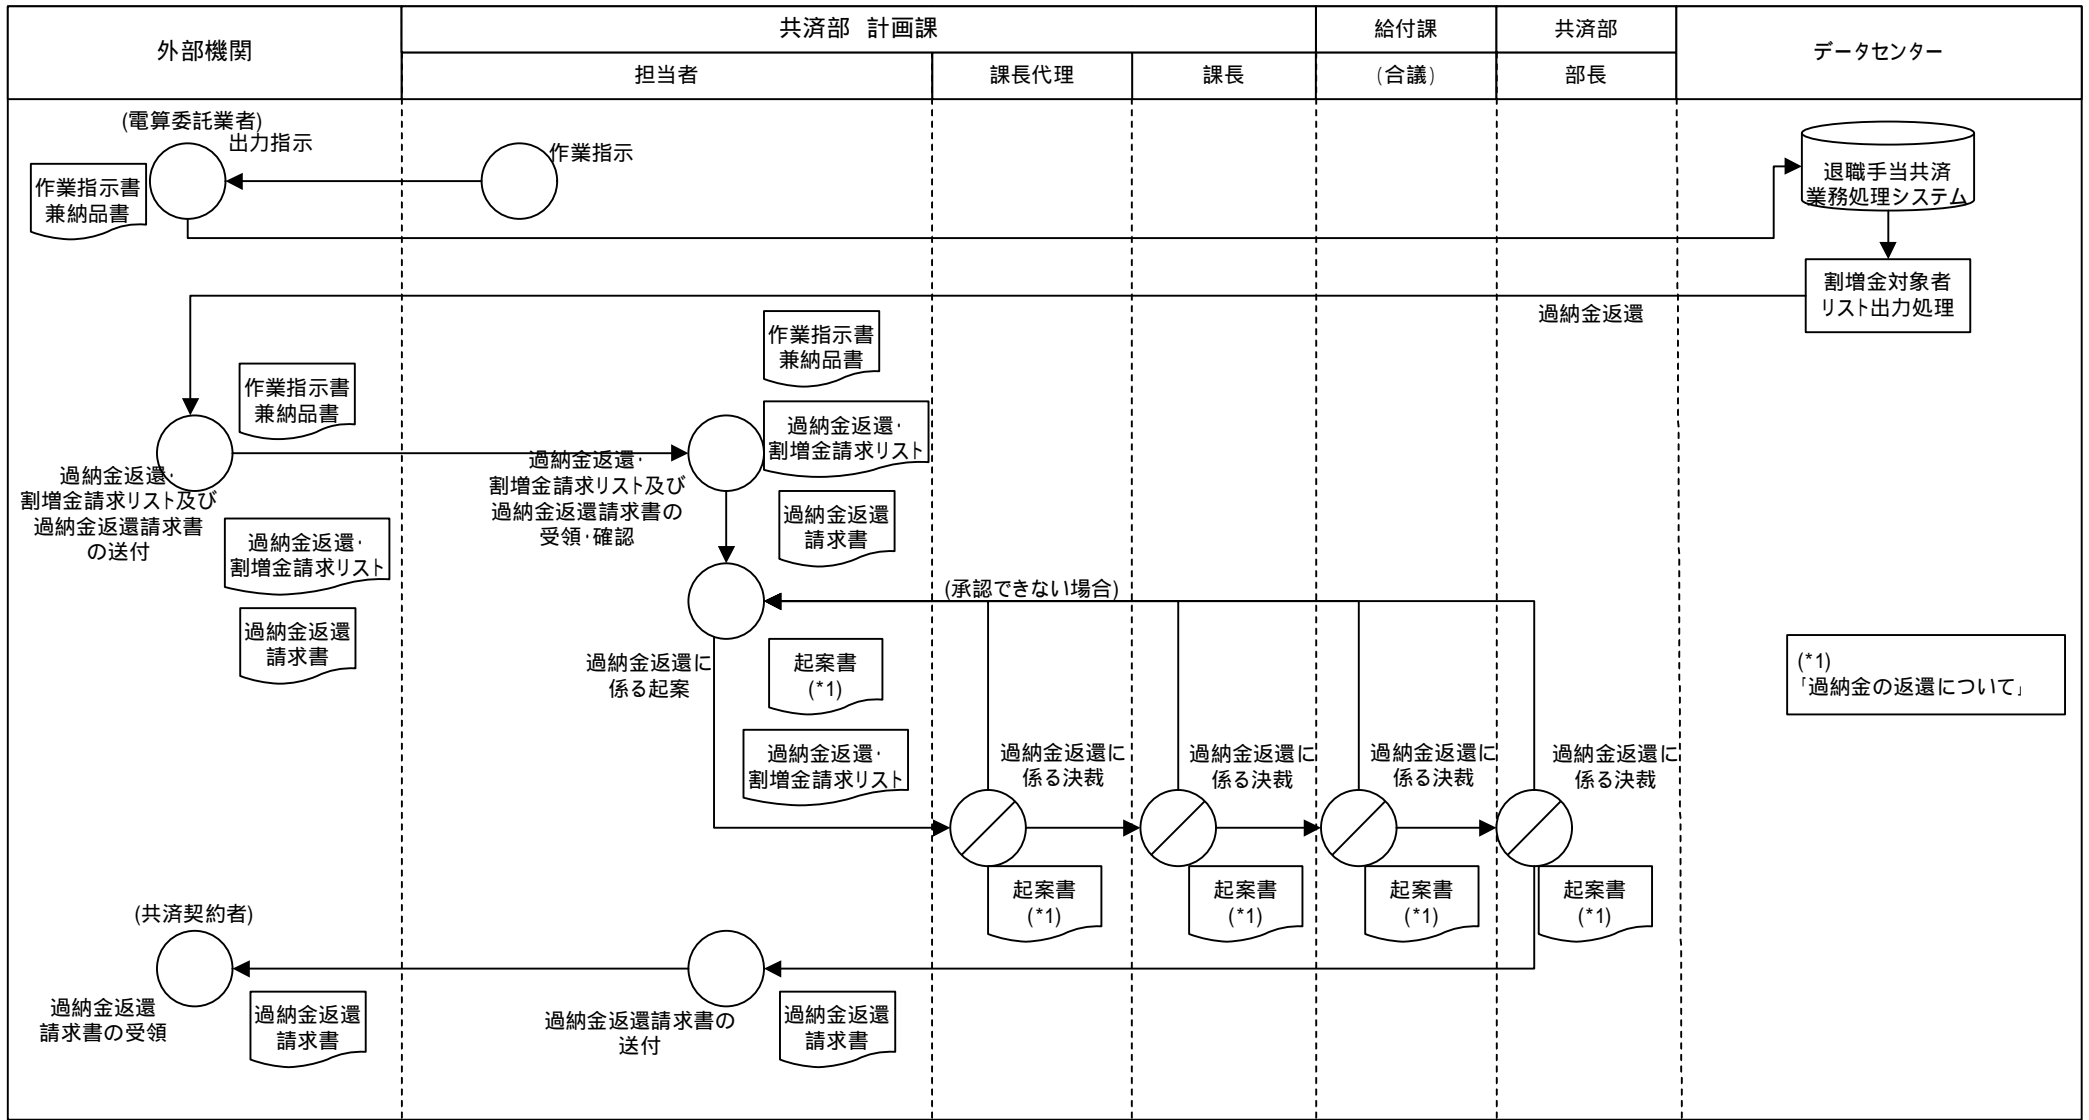 外部機関
共済部 計画課
給付課
共済部
データセンター
担当者
課長代理
課長
(合議)
部長
(電算委託業者)
出力指示
作業指示
作業指示書
兼納品書
退職手当共済
業務処理システム
割増金対象者
リスト出力処理
過納金返還
作業指示書
兼納品書
作業指示書
兼納品書
過納金返還・
割増金請求リスト
過納金返還・
割増金請求リスト及び
過納金返還請求書
の送付
過納金返還・
割増金請求リスト及び
過納金返還請求書の
受領・確認
過納金返還
請求書
過納金返還・
割増金請求リスト
(承認できない場合)
過納金返還
請求書
過納金返還に
係る起案
起案書
(*1)
(*1)
「過納金の返還について」
過納金返還・
割増金請求リスト
過納金返還に
係る決裁
過納金返還に
係る決裁
過納金返還に
係る決裁
過納金返還に
係る決裁
起案書
(*1)
起案書
(*1)
起案書
(*1)
起案書
(*1)
(共済契約者)
過納金返還
請求書の受領
過納金返還
請求書
過納金返還請求書の
送付
過納金返還
請求書